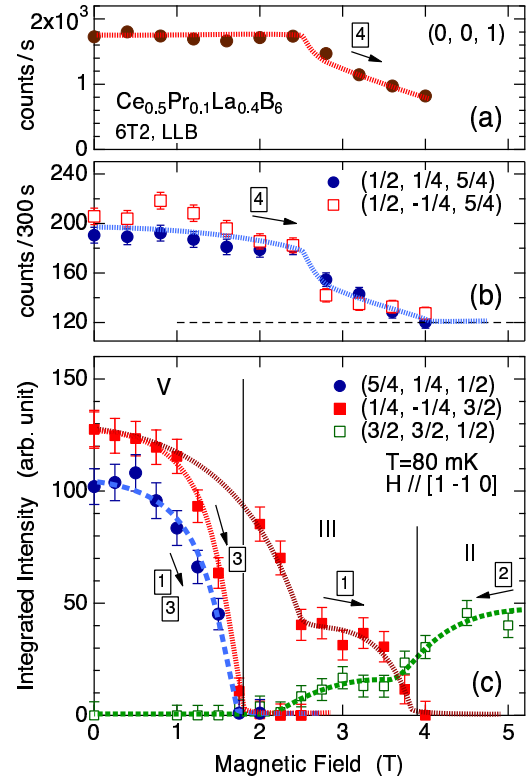 2x10³
1
0
counts/s
4
(0, 0, 1)
Ce0.5Pr0.1La0.4B6
6T2, LLB
(a)
240
200
160
120
counts/300s
4
(1/2, 1/4, 5/4)
(1/2, -1/4, 5/4)
(b)
150
100
50
0
Integrated Intensity (arb. unit)
V
(5/4, 1/4, 1/2)
(1/4, -1/4, 3/2)
(3/2, 3/2, 1/2)
T=80 mK
H // [1 -1 0]
III
II
1
3
3
1
2
(c)
0 1 2 3 4 5
Magnetic Field (T)